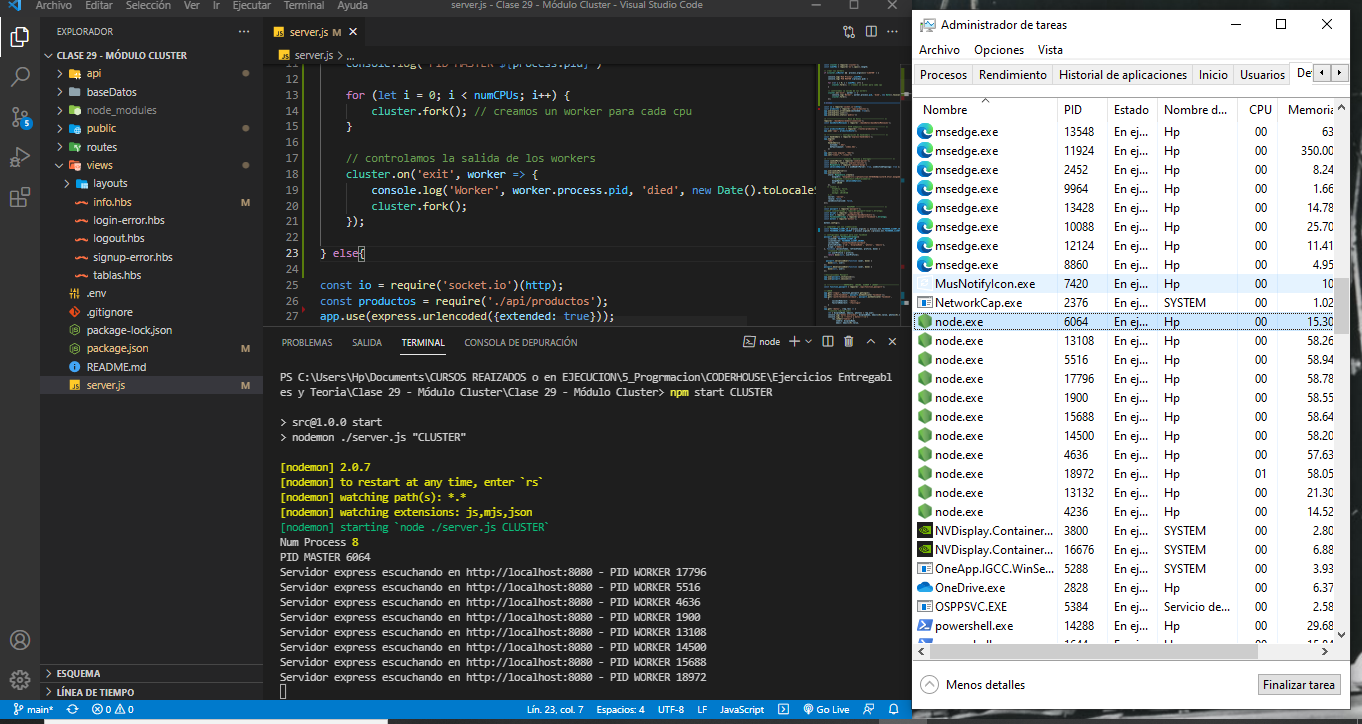 Archivo Editar Selección Ver Ir Ejecutar Terminal Ayuda
server.js - Clase 29 - Módulo Cluster - Visual Studio Code
EXPLORADOR
CLASE 29 - MÓDULO CLUSTER
api
baseDatos
node_modules
public
routes
views
layouts
info.hbs M
login-error.hbs
logout.hbs
signup-error.hbs
tablas.hbs
.env
.gitignore
package-lock.json
package.json M
README.md
server.js M
ESQUEMA
LÍNEA DE TIEMPO
5
server.js M
server.js > ...
11 console.log(`PID MASTER ${process.pid}`)
12
13 for (let i = 0; i < numCPUs; i++) {
14 cluster.fork(); // creamos un worker para cada cpu
15 }
16
17 // controlamos la salida de los workers
18 cluster.on('exit', worker => {
19 console.log('Worker', worker.process.pid, 'died', new Date().toLocaleS
20 cluster.fork();
21 });
22
23 } else{
24
25 const io = require('socket.io')(http);
26 const productos = require('./api/productos');
27 app.use(express.urlencoded({extended: true}));
PROBLEMAS SALIDA TERMINAL CONSOLA DE DEPURACIÓN
node
PS C:\Users\Hp\Documents\CURSOS REAIZADOS o en EJECUCION\5_Progrmacion\CODERHOUSE\Ejercicios Entregabl
es y Teoria\Clase 29 - Módulo Cluster\Clase 29 - Módulo Cluster> npm start CLUSTER
> src@1.0.0 start
> nodemon ./server.js "CLUSTER"
[nodemon] 2.0.7
[nodemon] to restart at any time, enter `rs`
[nodemon] watching path(s): *.*
[nodemon] watching extensions: js,mjs,json
[nodemon] starting `node ./server.js CLUSTER`
Num Process 8
PID MASTER 6064
Servidor express escuchando en http://localhost:8080 - PID WORKER 17796
Servidor express escuchando en http://localhost:8080 - PID WORKER 5516
Servidor express escuchando en http://localhost:8080 - PID WORKER 4636
Servidor express escuchando en http://localhost:8080 - PID WORKER 1900
Servidor express escuchando en http://localhost:8080 - PID WORKER 13108
Servidor express escuchando en http://localhost:8080 - PID WORKER 14500
Servidor express escuchando en http://localhost:8080 - PID WORKER 15688
Servidor express escuchando en http://localhost:8080 - PID WORKER 18972
main* 0 0
Lín. 23, col. 7 Espacios: 4 UTF-8 LF JavaScript Go Live
Administrador de tareas
Archivo Opciones Vista
Procesos Rendimiento Historial de aplicaciones Inicio Usuarios De
Nombre PID Estado Nombre d... CPU Memoria
msedge.exe 13548 En ej... Hp 00 63
msedge.exe 11924 En ej... Hp 00 350.00
msedge.exe 2452 En ej... Hp 00 8.24
msedge.exe 9964 En ej... Hp 00 1.66
msedge.exe 13428 En ej... Hp 00 14.78
msedge.exe 10088 En ej... Hp 00 25.70
msedge.exe 12124 En ej... Hp 00 11.41
msedge.exe 8860 En ej... Hp 00 4.95
MusNotifyIcon.exe 7420 En ej... Hp 00 10
NetworkCap.exe 2376 En ej... SYSTEM 00 1.02
node.exe 6064 En ej... Hp 00 15.30
node.exe 13108 En ej... Hp 00 58.26
node.exe 5516 En ej... Hp 00 58.94
node.exe 17796 En ej... Hp 00 58.78
node.exe 1900 En ej... Hp 00 58.55
node.exe 15688 En ej... Hp 00 58.64
node.exe 14500 En ej... Hp 00 58.20
node.exe 4636 En ej... Hp 00 57.63
node.exe 18972 En ej... Hp 01 58.05
node.exe 13132 En ej... Hp 00 21.30
node.exe 4236 En ej... Hp 00 14.52
NVDisplay.Container... 3800 En ej... SYSTEM 00 2.80
NVDisplay.Container... 16676 En ej... SYSTEM 00 6.88
OneApp.IGCC.WinSe... 5288 En ej... SYSTEM 00 3.93
OneDrive.exe 2828 En ej... Hp 00 6.37
OSPPSVC.EXE 5384 En ej... Servicio de... 00 2.58
powershell.exe 14288 En ej... Hp 00 29.68
Menos detalles
Finalizar tarea